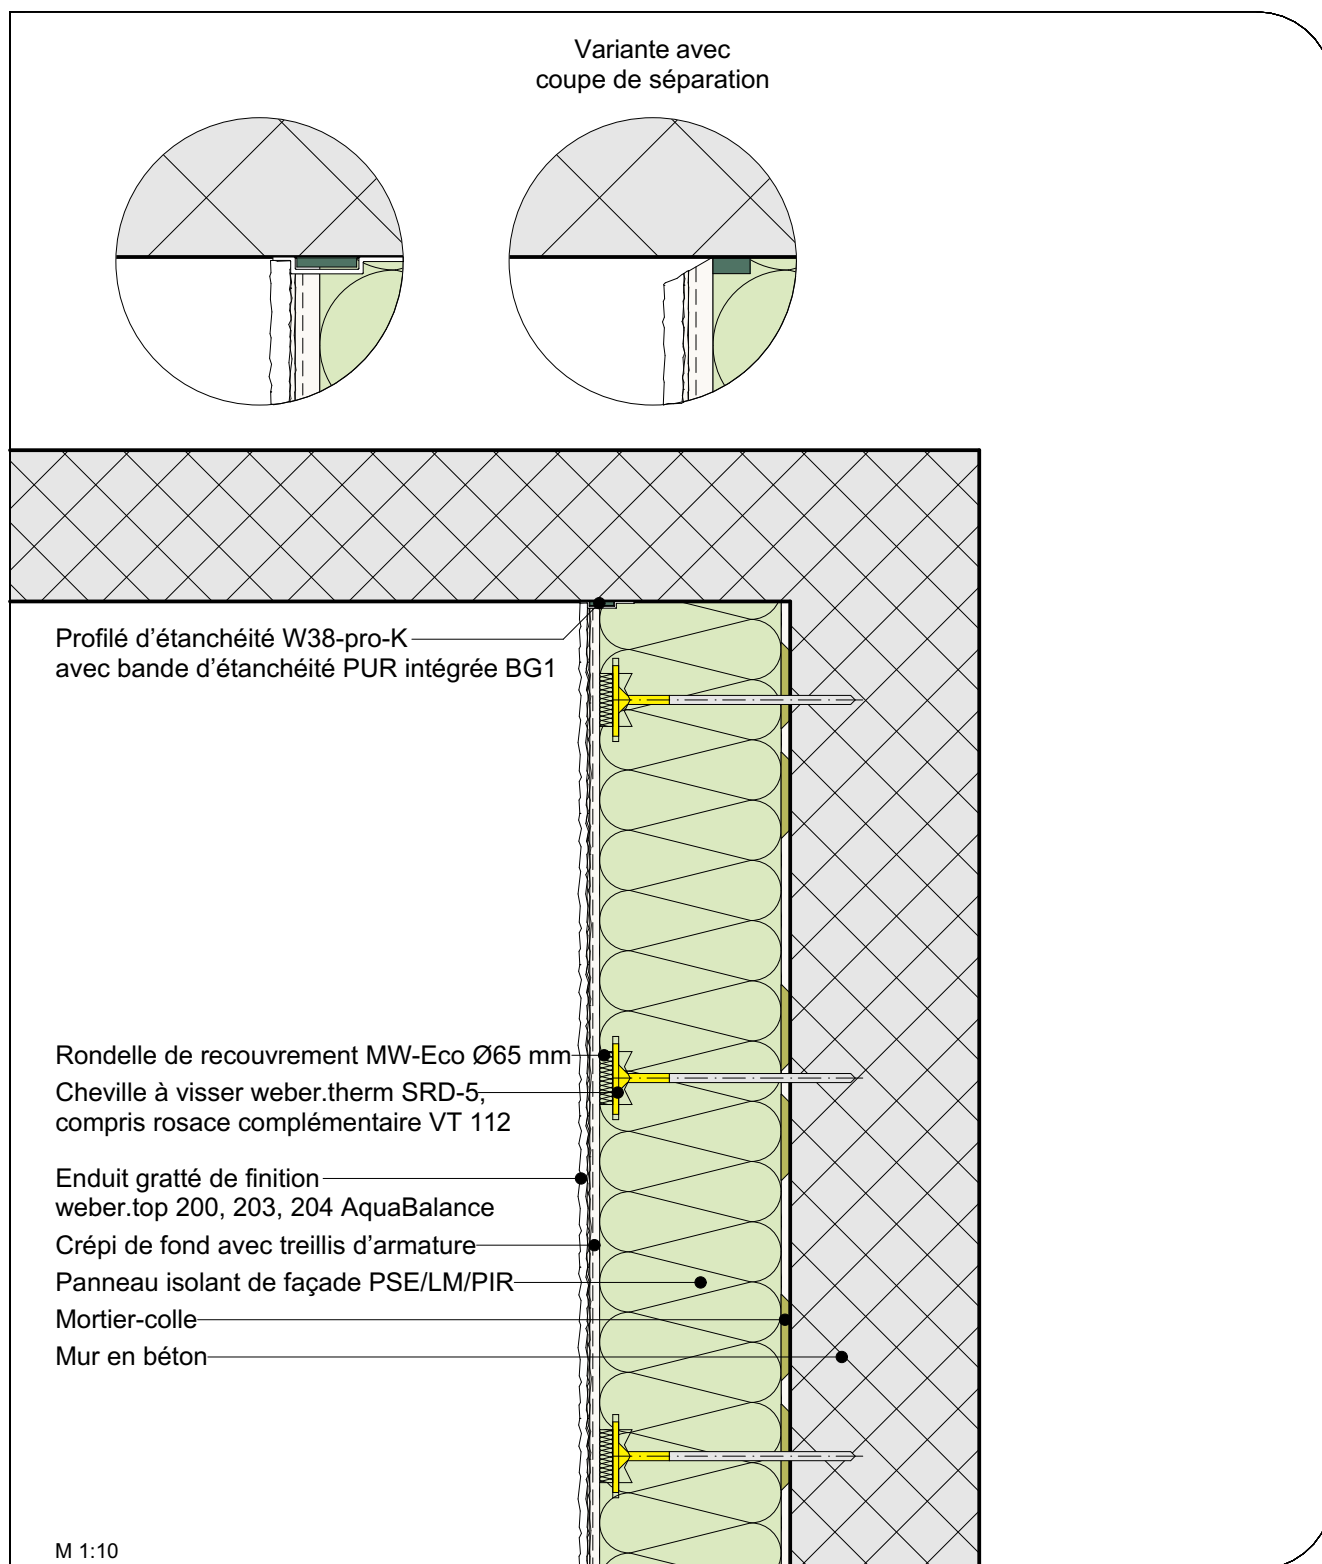 Variante avec
coupe de séparation
Profilé d'étanchéité W38-pro-K
avec bande d'étanchéité PUR intégrée BG1
Rondelle de recouvrement MW-Eco Ø65 mm
Cheville à visser weber.therm SRD-5,
compris rosace complémentaire VT 112
Enduit gratté de finition
weber.top 200, 203, 204 AquaBalance
Crépi de fond avec treillis d'armature
Panneau isolant de façade PSE/LM/PIR
Mortier-colle
Mur en béton
M 1:10